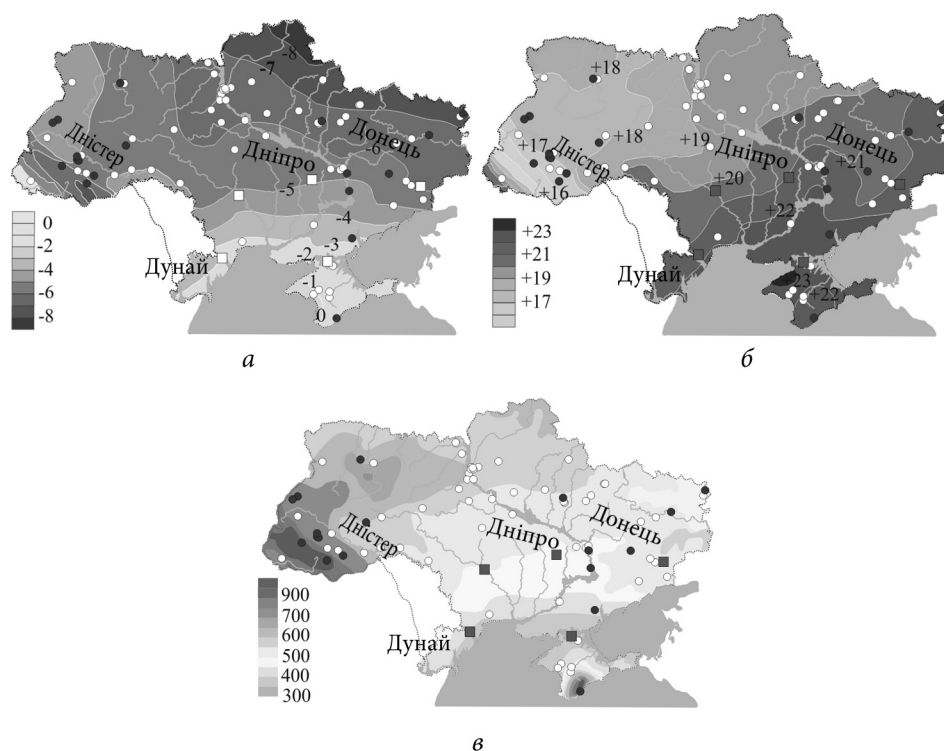 -8
-7
Дністер
Донець
-6
Дніпро
-5
-4
-3
-2
-1
0
Дунай
0
-2
-4
-6
-8
а
+18
+18
+17
+16
+19
Дністер
Дніпро
Донець
+21
+20
+22
+22
Дунай
+23
+21
+19
+17
б
Дністер
Дніпро
Донець
Дунай
900
700
600
500
400
300
в